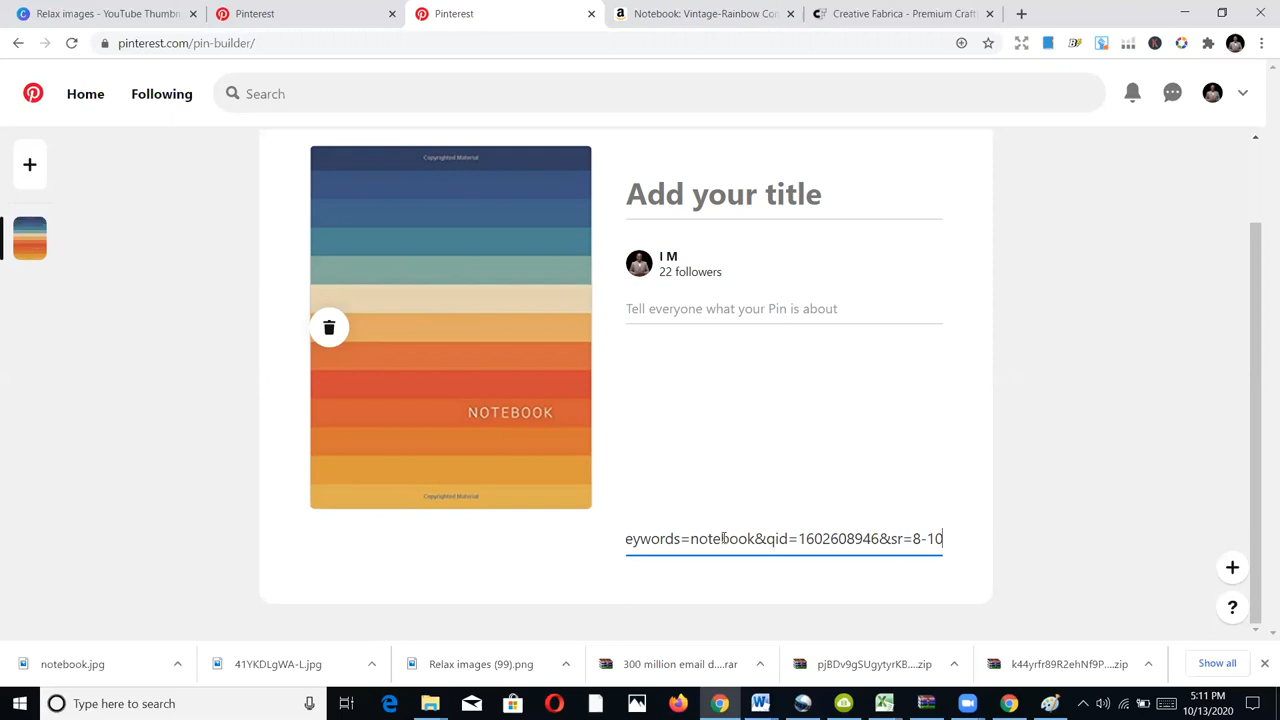 Relax images - YouTube Thumbn
Pinterest
Pinterest
Notebook: Vintage-Rainbow Con
Creative Fabrica - Premium Craft
pinterest.com/pin-builder/
Home
Following
Search
Copyrighted Material
NOTEBOOK
Copyrighted Material
Add your title
I M
22 followers
Tell everyone what your Pin is about
eywords=notebook&qid=1602608946&sr=8-10
?
notebook.jpg
41YKDLgWA-L.jpg
Relax images (99).png
300 million email d....rar
pjBDv9gSUgytyrKB....zip
k44yrfr89R2ehNf9P....zip
Show all
Type here to search
5:11 PM
10/13/2020